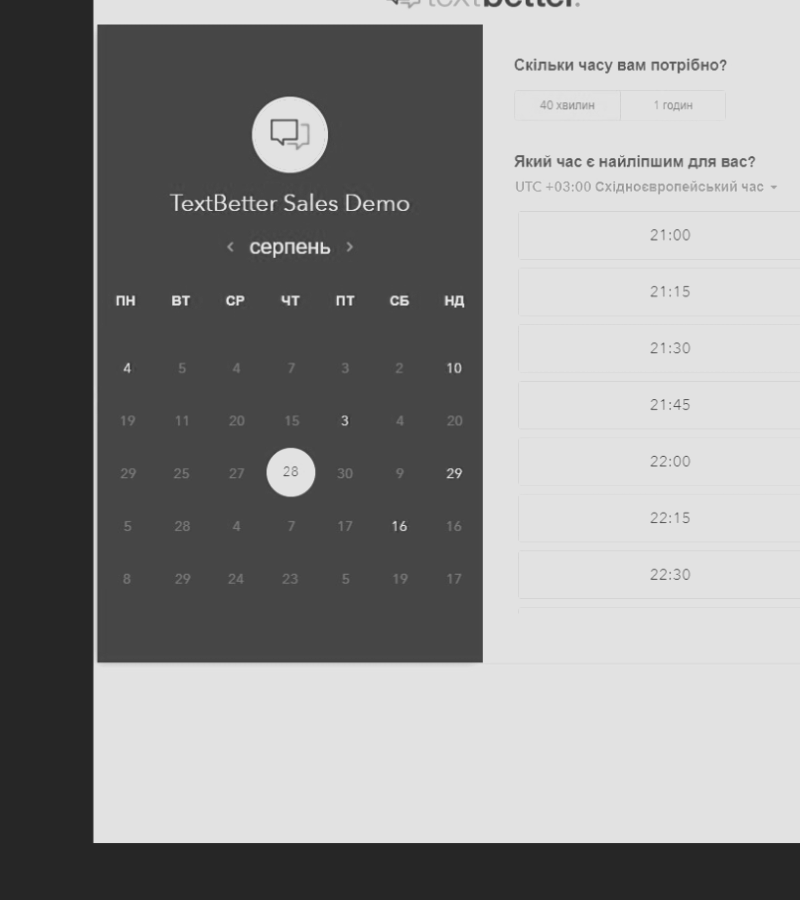 textbetter.
TextBetter Sales Demo
‹ серпень ›
ПН ВТ СР ЧТ ПТ СБ НД
4 5 4 7 3 2 10
19 11 20 15 3 4 20
29 25 27 28 30 9 29
5 28 4 7 17 16 16
8 29 24 23 5 19 17
Скільки часу вам потрібно?
40 хвилин 1 годин
Який час є найліпшим для вас?
UTC +03:00 Східноєвропейський час
21:00
21:15
21:30
21:45
22:00
22:15
22:30